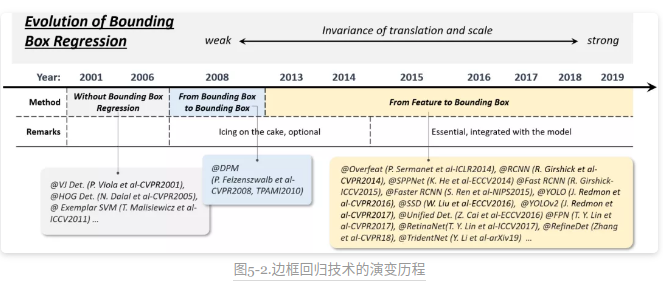 Evolution of Bounding
Box Regression
Invariance of translation and scale
weak
strong
Year: 2001 2006 2008 2013 2014 2015 2016 2017 2018 2019
Method
Without Bounding Box
Regression
From Bounding Box
to Bounding Box
From Feature to Bounding Box
Remarks
Icing on the cake, optional
Essential, integrated with the model
@VJ Det. (P. Viola et al-
CVPR2001),
@HOG Det. (N. Dalal et al-
CVPR2005),
@ Exemplar SVM (T. Malisiewicz et al-
ICCV2011) ...
@DPM
(P. Felzenszwalb et al-
CVPR2008, TPAMI2010)
@Overfeat (P. Sermanet et al-ICLR2014), @RCNN (R. Girshick et al-
CVPR2014), @SPPNet (K. He et al-ECCV2014) @Fast RCNN (R. Girshick-
ICCV2015), @Faster RCNN (S. Ren et al-NIPS2015), @YOLO (J. Redmon et
al-CVPR2016), @SSD (W. Liu et al-ECCV2016), @YOLOv2 (J. Redmon et
al-CVPR2017), @Unified Det. (Z. Cai et al-ECCV2016) @FPN (T. Y. Lin et
al-CVPR2017), @RetinaNet(T. Y. Lin et al-ICCV2017), @RefineDet (Zhang
et al-CVPR18), @TridentNet (Y. Li et al-arXiv19) ...
图5-2.边框回归技术的演变历程